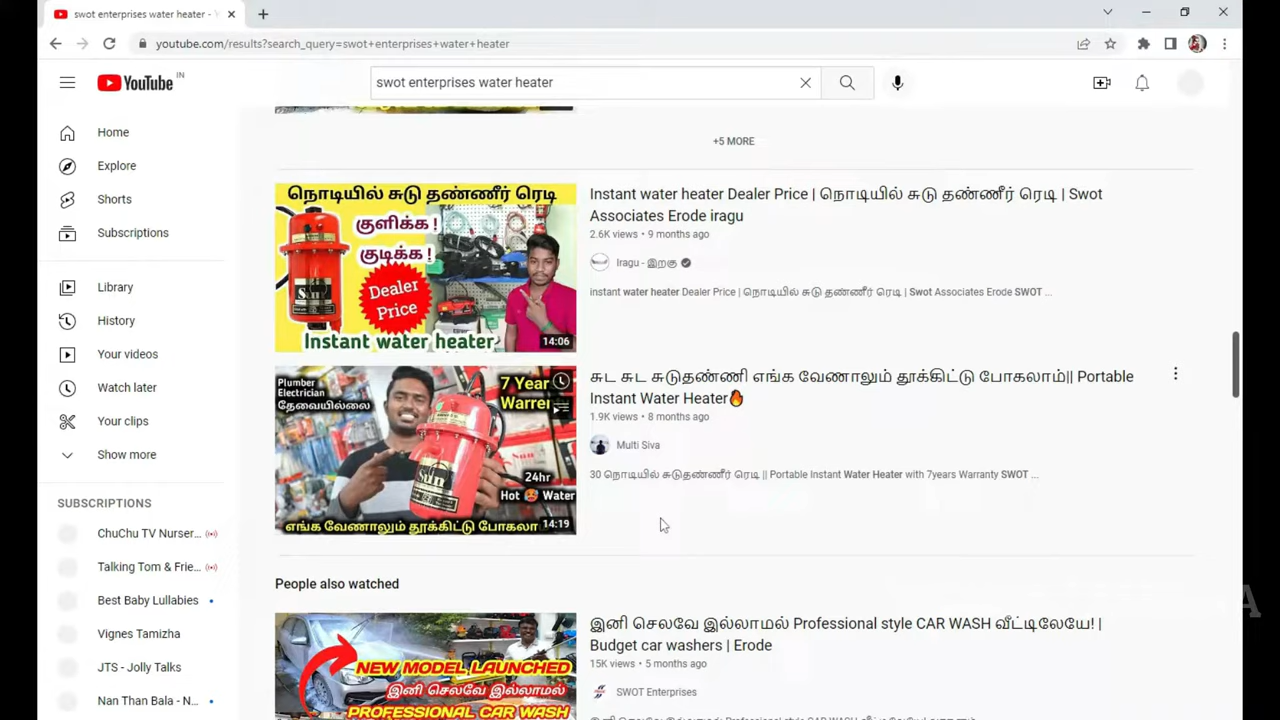 swot enterprises water heater -
youtube.com/results?search_query=swot+enterprises+water+heater
YouTube IN
swot enterprises water heater
Home
Explore
Shorts
Subscriptions
Library
History
Your videos
Watch later
Your clips
Show more
SUBSCRIPTIONS
ChuChu TV Nurser...
Talking Tom & Frie...
Best Baby Lullabies
Vignes Tamizha
JTS - Jolly Talks
Nan Than Bala - N...
+5 MORE
நொடியில் சுடு தண்ணீர் ரெடி
குளிக்க !
குடிக்க !
Dealer
Price
Sun
Instant water heater
14:06
Instant water heater Dealer Price | நொடியில் சுடு தண்ணீர் ரெடி | Swot
Associates Erode iragu
2.6K views • 9 months ago
Iragu - இறகு
instant water heater Dealer Price | நொடியில் சுடு தண்ணீர் ரெடி | Swot Associates Erode SWOT ...
Plumber
Electrician
தேவையில்லை
7 Year
Warren
Sun
24hr
Hot Water
எங்க வேணாலும் தூக்கிட்டு போகலா
14:19
சுட சுட சுடுதண்ணி எங்க வேணாலும் தூக்கிட்டு போகலாம்|| Portable
Instant Water Heater🔥
1.9K views • 8 months ago
Multi Siva
30 நொடியில் சுடுதண்ணீர் ரெடி || Portable Instant Water Heater with 7years Warranty SWOT ...
People also watched
NEW MODEL LAUNCHED
இனி செலவே இல்லாமல்
PROFESSIONAL CAR WASH
இனி செலவே இல்லாமல் Professional style CAR WASH வீட்டிலேயே! |
Budget car washers | Erode
15K views • 5 months ago
SWOT Enterprises